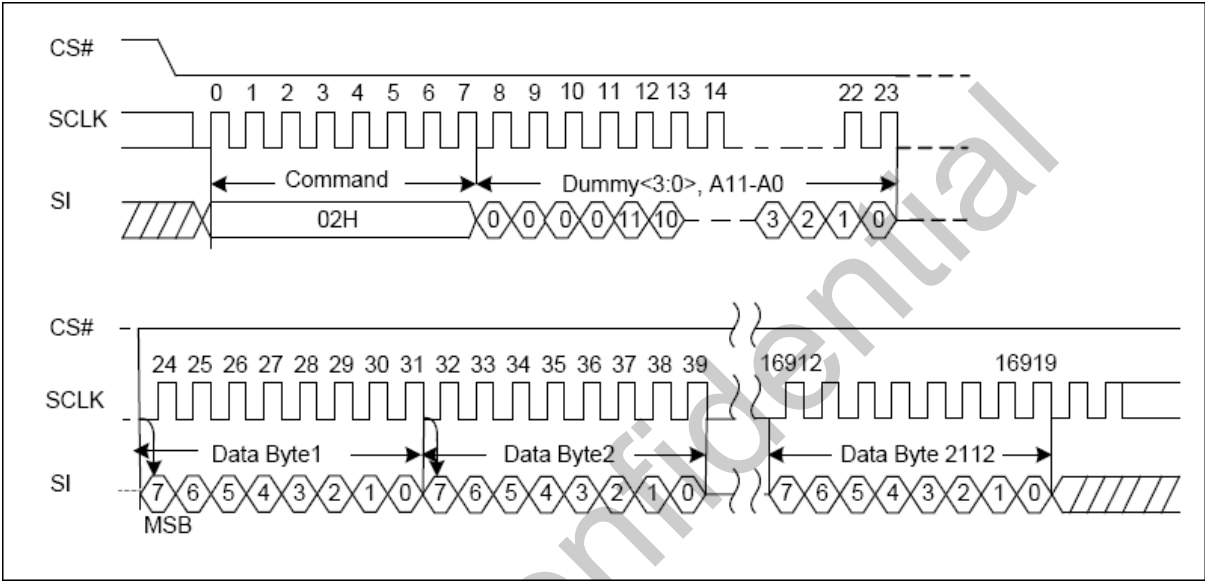 CS#
0 1 2 3 4 5 6 7 8 9 10 11 12 13 14 22 23
SCLK
Command Dummy<3:0>, A11-A0
SI
02H 0 0 0 0 11 10 3 2 1 0
CS#
24 25 26 27 28 29 30 31 32 33 34 35 36 37 38 39 16912 16919
SCLK
Data Byte1 Data Byte2 Data Byte 2112
SI
7 6 5 4 3 2 1 0 7 6 5 4 3 2 1 0 7 6 5 4 3 2 1 0
MSB
nfidential